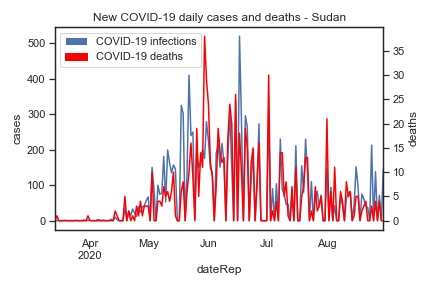 New COVID-19 daily cases and deaths - Sudan
COVID-19 infections
COVID-19 deaths
500
400
300
200
100
0
cases
35
30
25
20
15
10
5
0
deaths
Apr
2020
May
Jun
Jul
Aug
dateRep